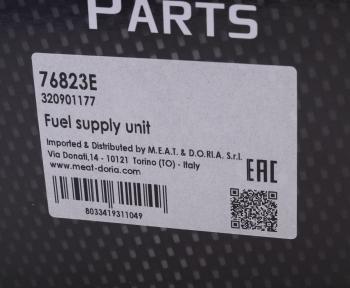 PARTS
76823E
320901177
Fuel supply unit
Imported & Distributed by M.E.A.T. & D.O.RI.A. S.r.l.
Via Donati,14 - 10121 Torino (TO) - Italy
www.meat-doria.com
EAC
8033419311049